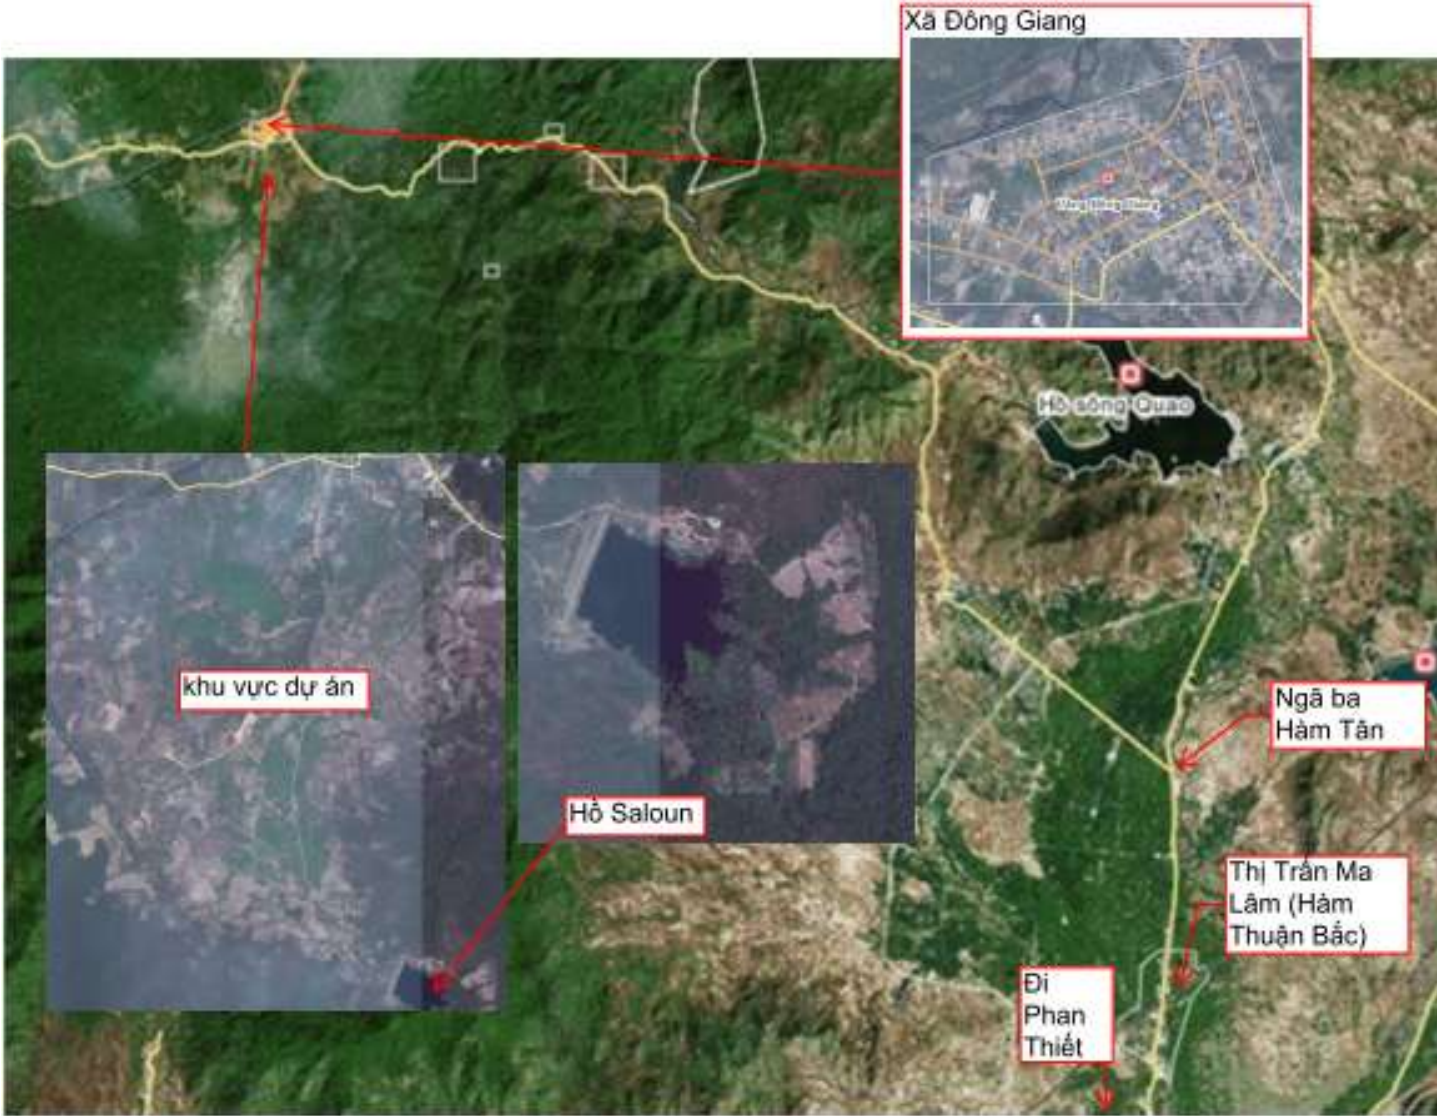 Xã Đông Giang
Hồ sông Quao
khu vực dự án
Ngã ba
Hàm Tân
Hồ Saloun
Thị Trấn Ma
Lâm (Hàm
Thuận Bắc)
Đi
Phan
Thiết